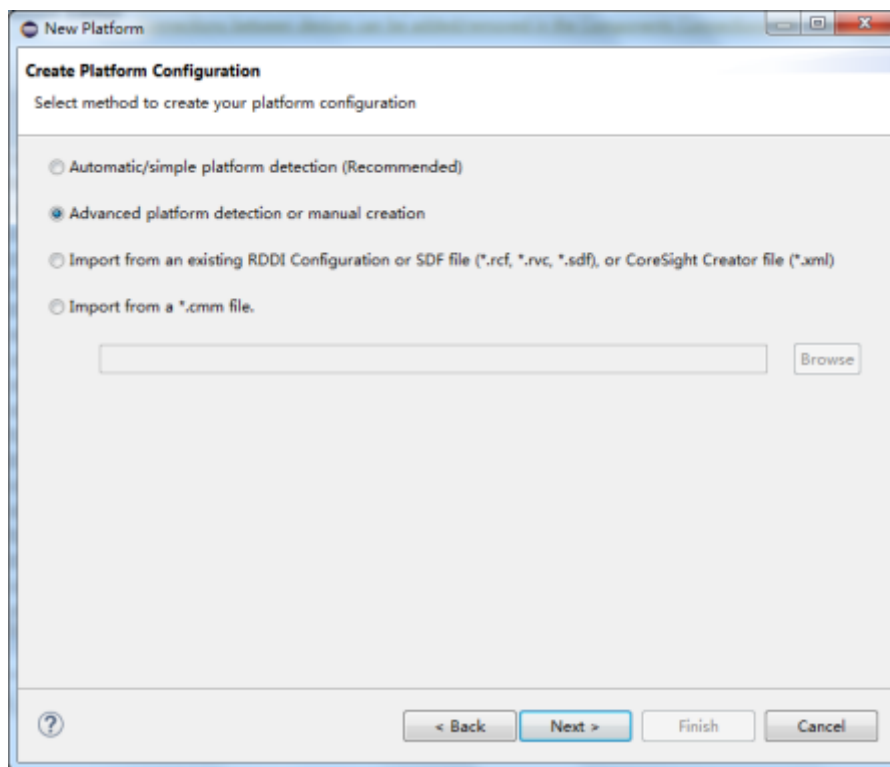 New Platform
Create Platform Configuration
Select method to create your platform configuration
Automatic/simple platform detection (Recommended)
Advanced platform detection or manual creation
Import from an existing RDDI Configuration or SDF file (*.rcf, *.rvc, *.sdf), or CoreSight Creator file (*.xml)
Import from a *.cmm file.
Browse
< Back Next > Finish Cancel